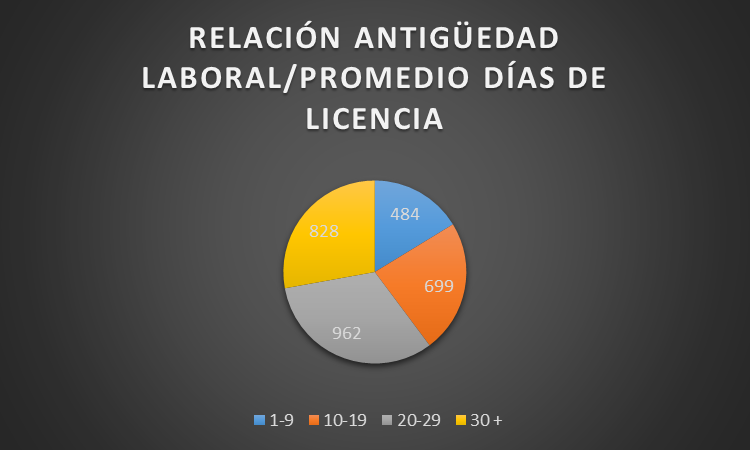 RELACIÓN ANTIGÜEDAD
LABORAL/PROMEDIO DÍAS DE
LICENCIA
484
828
699
962
1-9 10-19 20-29 30 +